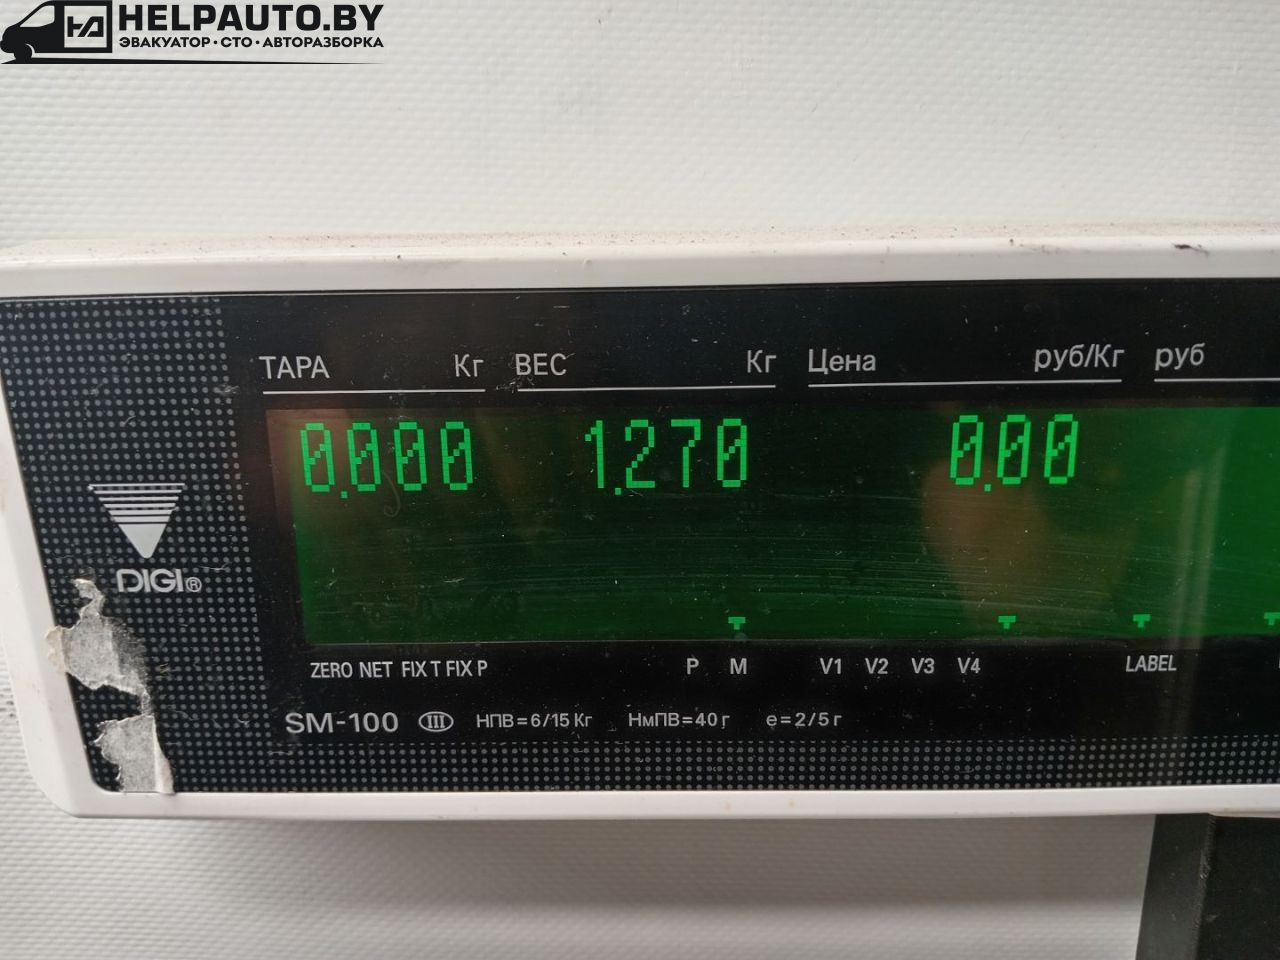 HELPAUTO.BY
ЭВАКУАТОР·СТО·АВТОРАЗБОРКА
ТАРА Кг ВЕС Кг Цена руб/Кг руб
0.000 1.270 0.00
DIGI®
ZERO NET FIX T FIX P P M V1 V2 V3 V4 LABEL
SM-100 III НПВ=6/15 Кг НмПВ=40 г e=2/5 г